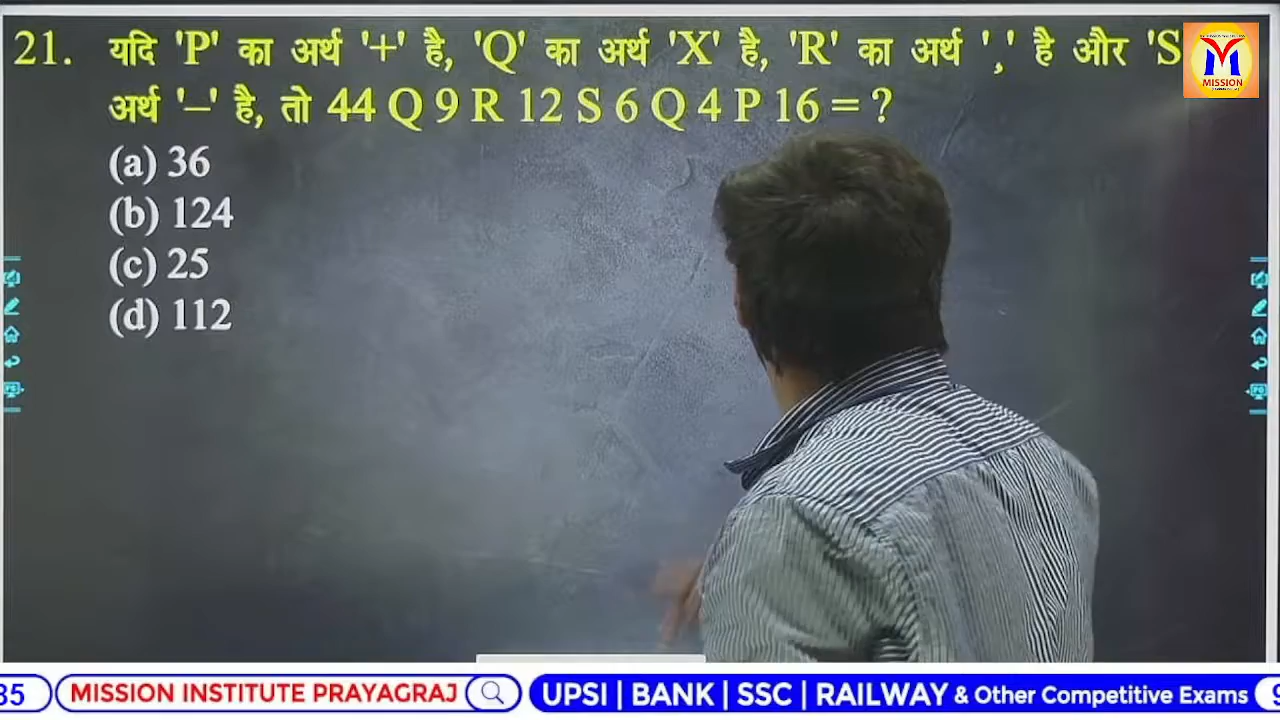 21. यदि 'P' का अर्थ '+' है, 'Q' का अर्थ 'X' है, 'R' का अर्थ '¸' है और 'S
अर्थ '–' है, तो 44 Q 9 R 12 S 6 Q 4 P 16 = ?
(a) 36
(b) 124
(c) 25
(d) 112
MISSION
35 MISSION INSTITUTE PRAYAGRAJ UPSI | BANK | SSC | RAILWAY & Other Competitive Exams 9